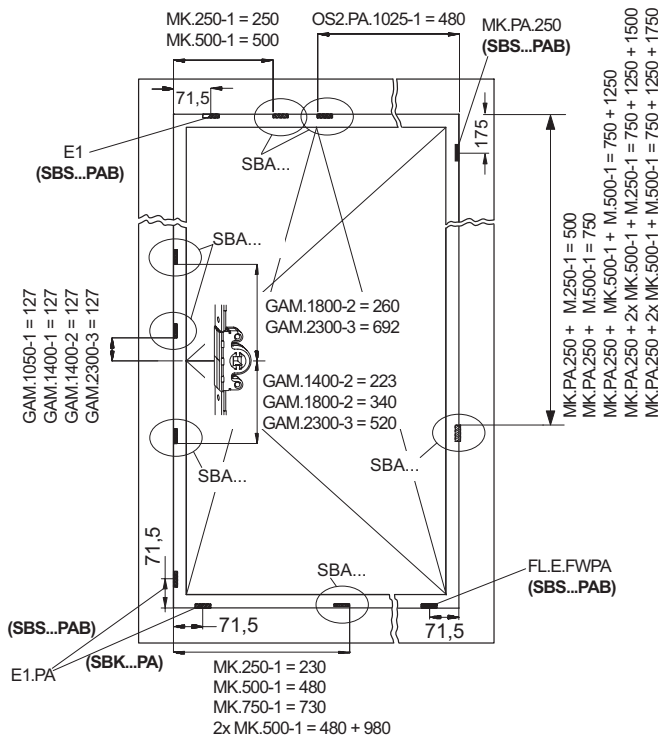 MK.250-1 = 250
MK.500-1 = 500
OS2.PA.1025-1 = 480
MK.PA.250
(SBS...PAB)
71,5
E1
(SBS...PAB)
SBA...
175
MK.PA.250 + M.250-1 = 500
MK.PA.250 + M.500-1 = 750
MK.PA.250 + MK.500-1 + M.500-1 = 750 + 1250
MK.PA.250 + 2x MK.500-1 + M.250-1 = 750 + 1250 + 1500
MK.PA.250 + 2x MK.500-1 + M.500-1 = 750 + 1250 + 1750
SBA...
GAM.1050-1 = 127
GAM.1400-1 = 127
GAM.1400-2 = 127
GAM.2300-3 = 127
GAM.1800-2 = 260
GAM.2300-3 = 692
GAM.1400-2 = 223
GAM.1800-2 = 340
GAM.2300-3 = 520
SBA...
SBA...
71,5
SBA...
FL.E.FWPA
(SBS...PAB)
(SBS...PAB)
71,5
71,5
E1.PA
(SBK...PA)
MK.250-1 = 230
MK.500-1 = 480
MK.750-1 = 730
2x MK.500-1 = 480 + 980